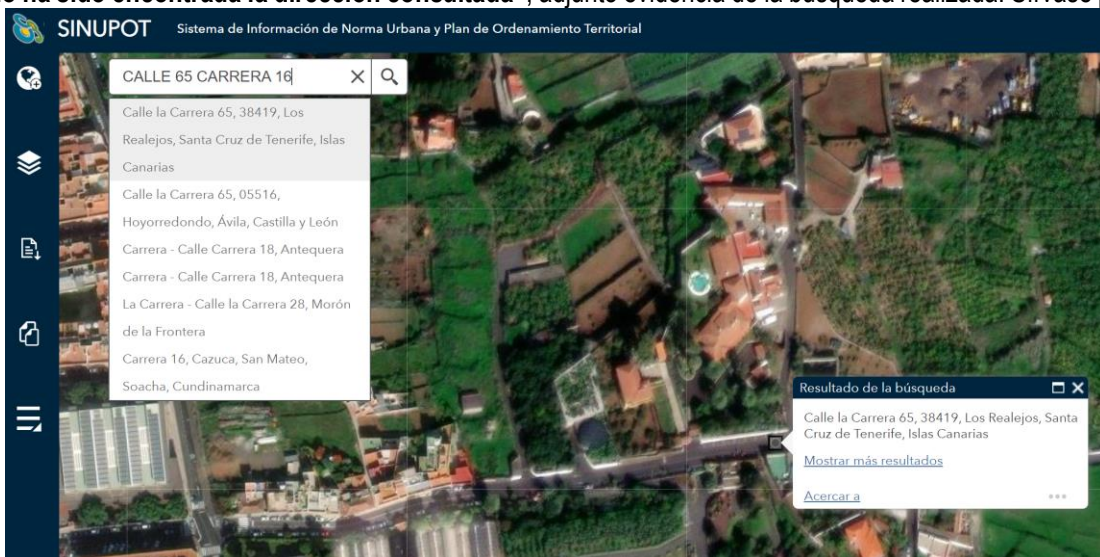 ha sido encontrada la dirección consultada", adjunto evidencia de la búsqueda realizada. Sírvase
SINUPOT Sistema de Información de Norma Urbana y Plan de Ordenamiento Territorial
CALLE 65 CARRERA 16
Calle la Carrera 65, 38419, Los
Realejos, Santa Cruz de Tenerife, Islas
Canarias
Calle la Carrera 65, 05516,
Hoyorredondo, Ávila, Castilla y León
Carrera - Calle Carrera 18, Antequera
Carrera - Calle Carrera 18, Antequera
La Carrera - Calle la Carrera 28, Morón
de la Frontera
Carrera 16, Cazuca, San Mateo,
Soacha, Cundinamarca
Resultado de la búsqueda
Calle la Carrera 65, 38419, Los Realejos, Santa
Cruz de Tenerife, Islas Canarias
Mostrar más resultados
Acercar a